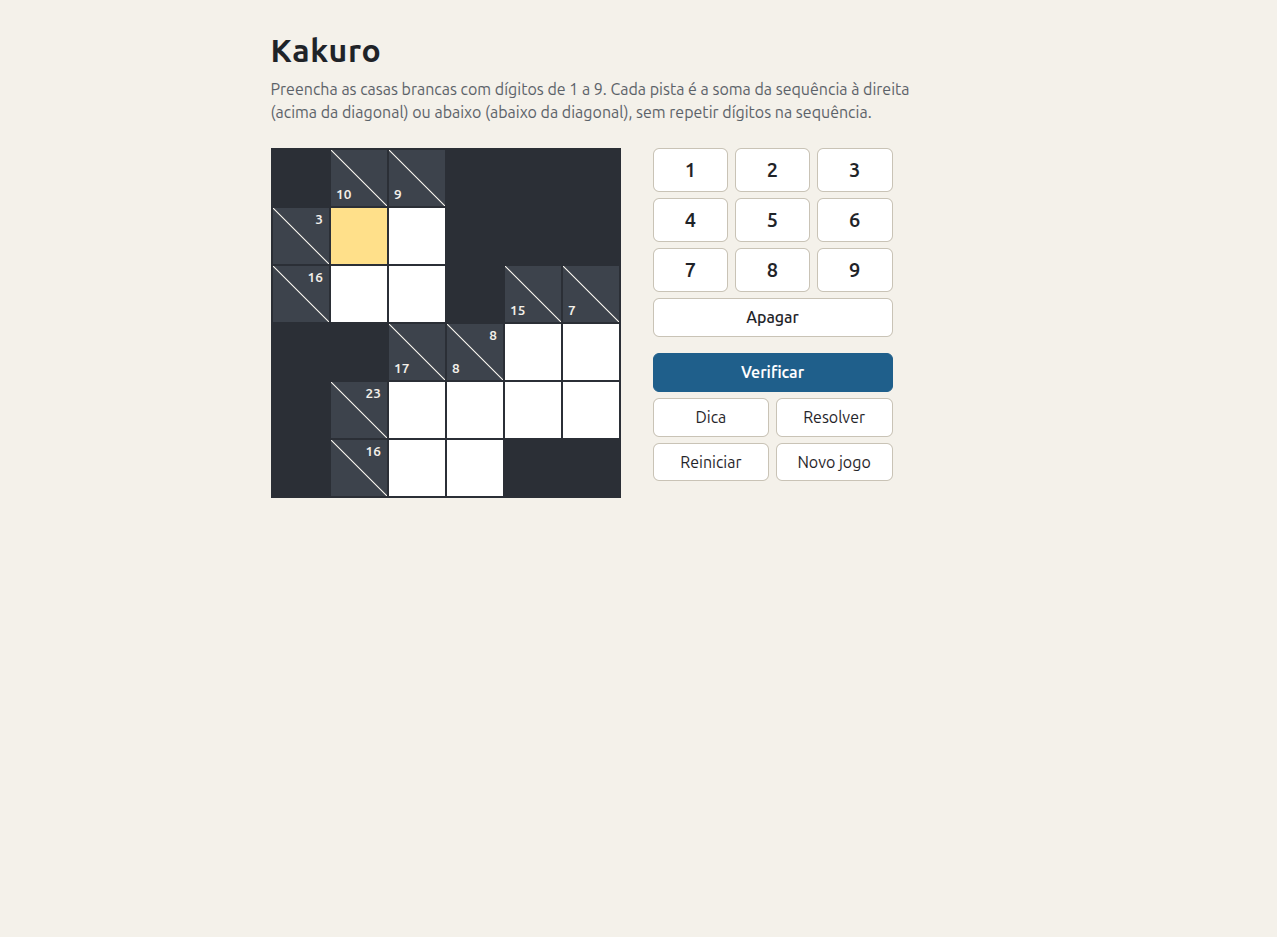 Kakuro
Preencha as casas brancas com dígitos de 1 a 9. Cada pista é a soma da sequência à direita
(acima da diagonal) ou abaixo (abaixo da diagonal), sem repetir dígitos na sequência.
10 9
3
16
15 7
8
17 8
23
16
1 2 3
4 5 6
7 8 9
Apagar
Verificar
Dica Resolver
Reiniciar Novo jogo